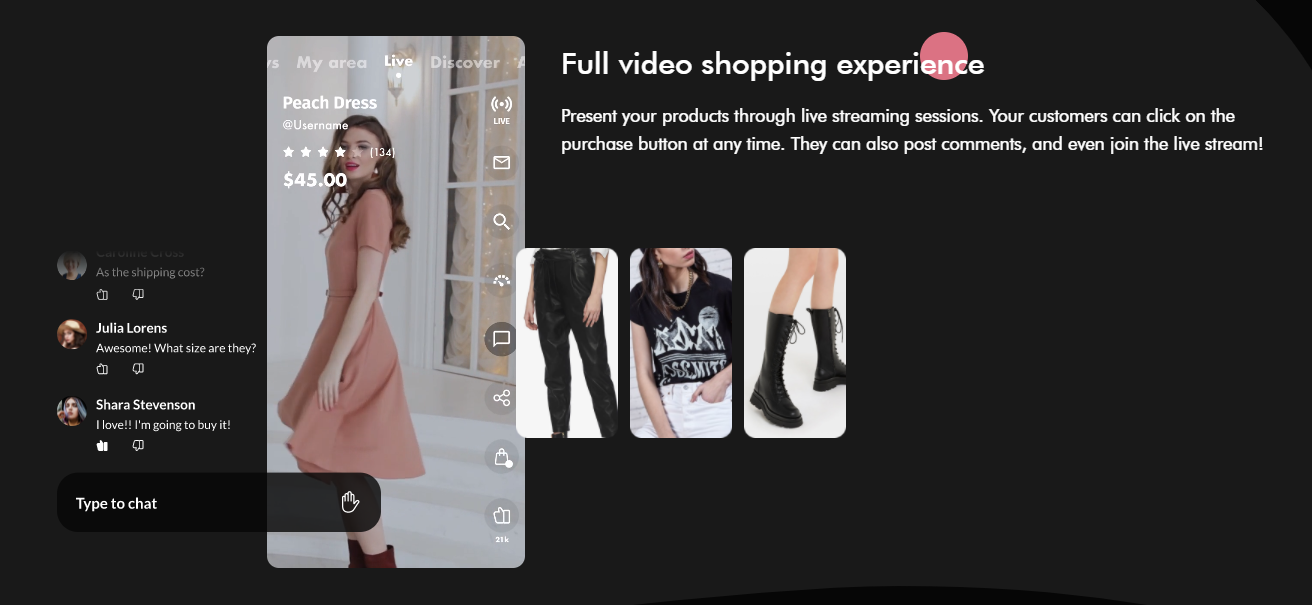 My area Live Discover
Peach Dress
@Username
(134)
$45.00
LIVE
21k
Caroline Cross
As the shipping cost?
Julia Lorens
Awesome! What size are they?
Shara Stevenson
I love!! I'm going to buy it!
Type to chat
Full video shopping experience
Present your products through live streaming sessions. Your customers can click on the
purchase button at any time. They can also post comments, and even join the live stream!